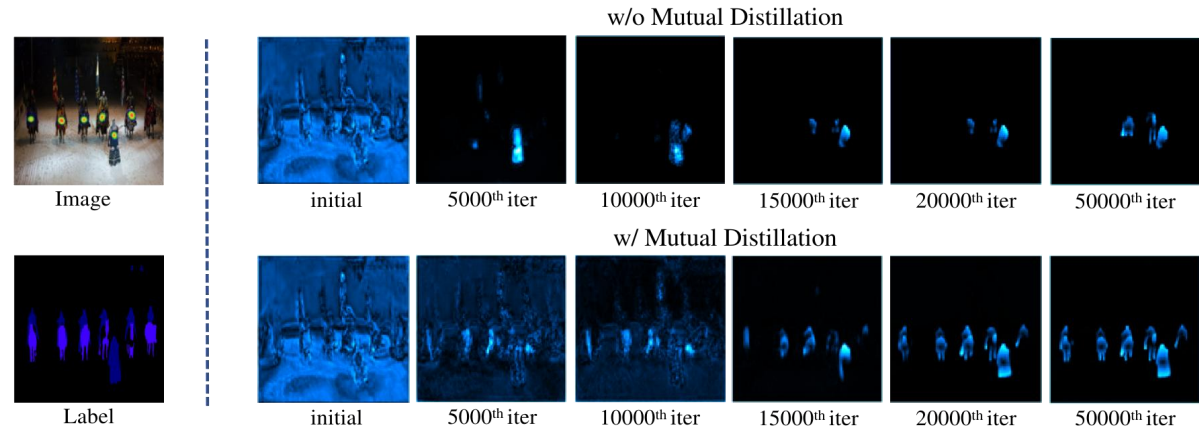 w/o Mutual Distillation
Image
initial
5000th iter
10000th iter
15000th iter
20000th iter
50000th iter
w/ Mutual Distillation
Label
initial
5000th iter
10000th iter
15000th iter
20000th iter
50000th iter